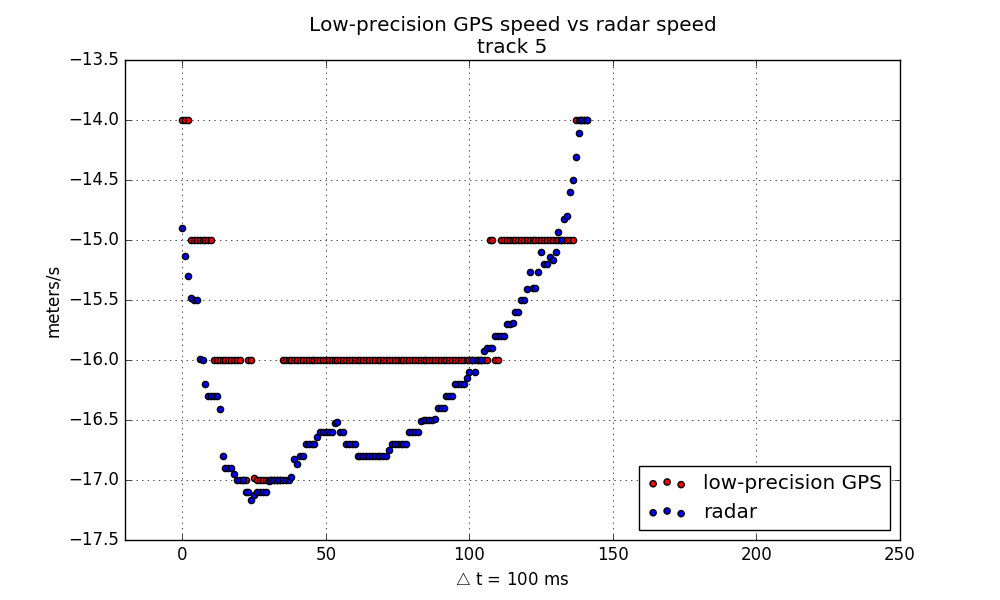 Low-precision GPS speed vs radar speed
track 5
−13.5
−14.0
−14.5
−15.0
−15.5
−16.0
−16.5
−17.0
−17.5
meters/s
low-precision GPS
radar
0
50
100
150
200
250
△ t = 100 ms